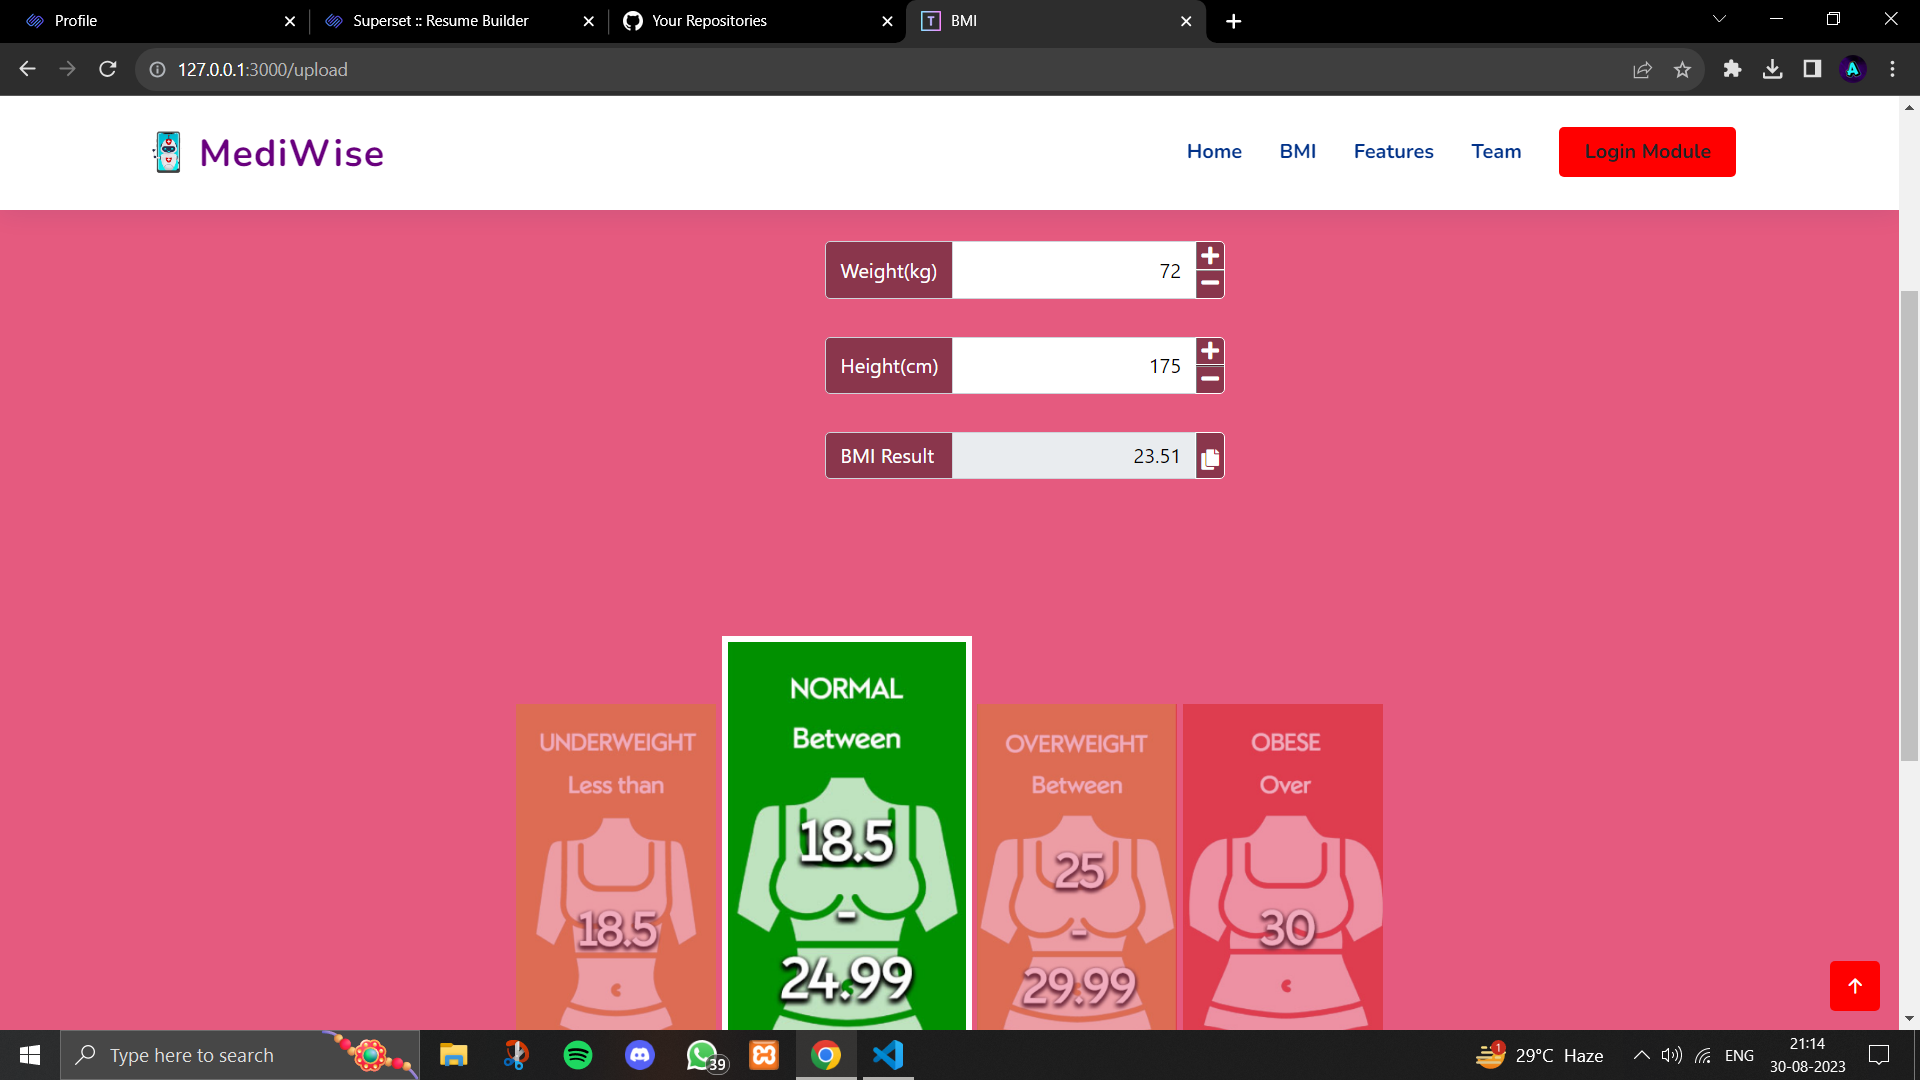 Profile
Superset :: Resume Builder
Your Repositories
BMI
127.0.0.1:3000/upload
MediWise
Home
BMI
Features
Team
Login Module
Weight(kg)
72
Height(cm)
175
BMI Result
23.51
UNDERWEIGHT
Less than
18.5
NORMAL
Between
18.5
-
24.99
OVERWEIGHT
Between
25
-
29.99
OBESE
Over
30
Type here to search
39
1
29°C Haze
ENG
21:14
30-08-2023